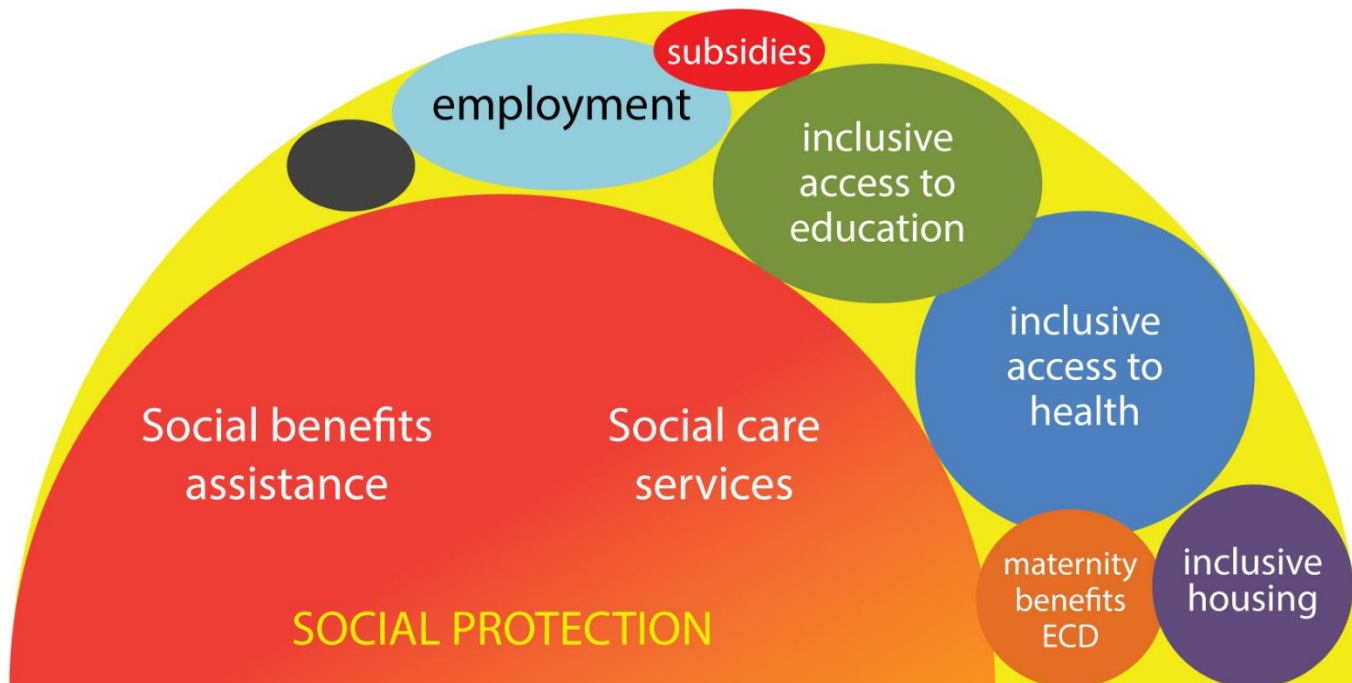 subsidies
employment
inclusive
access to
education
inclusive
access to
health
Social benefits
assistance
Social care
services
maternity
benefits
ECD
inclusive
housing
SOCIAL PROTECTION